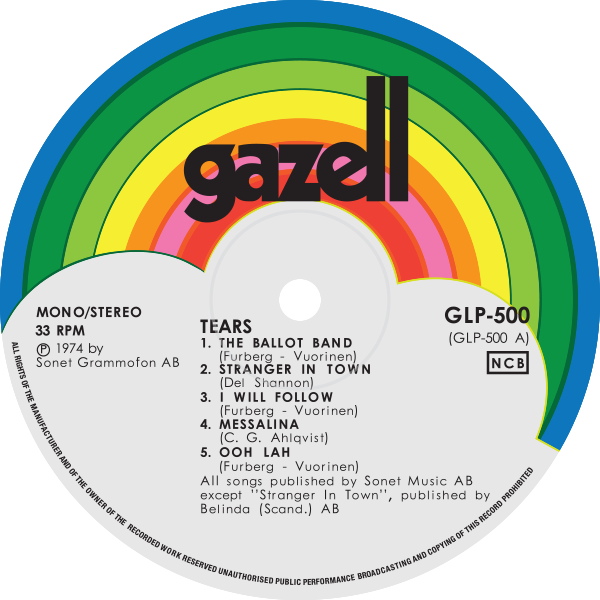 gazell
MONO/STEREO
33 RPM
Ⓟ 1974 by
Sonet Grammofon AB
GLP-500
(GLP-500 A)
NCB
TEARS
1. THE BALLOT BAND
(Furberg - Vuorinen)
2. STRANGER IN TOWN
(Del Shannon)
3. I WILL FOLLOW
(Furberg - Vuorinen)
4. MESSALINA
(C. G. Ahlqvist)
5. OOH LAH
(Furberg - Vuorinen)
All songs published by Sonet Music AB
except "Stranger In Town", published by
Belinda (Scand.) AB
ALL RIGHTS OF THE MANUFACTURER AND OF THE OWNER OF THE RECORDED WORK RESERVED UNAUTHORISED PUBLIC PERFORMANCE BROADCASTING AND COPYING OF THIS RECORD PROHIBITED